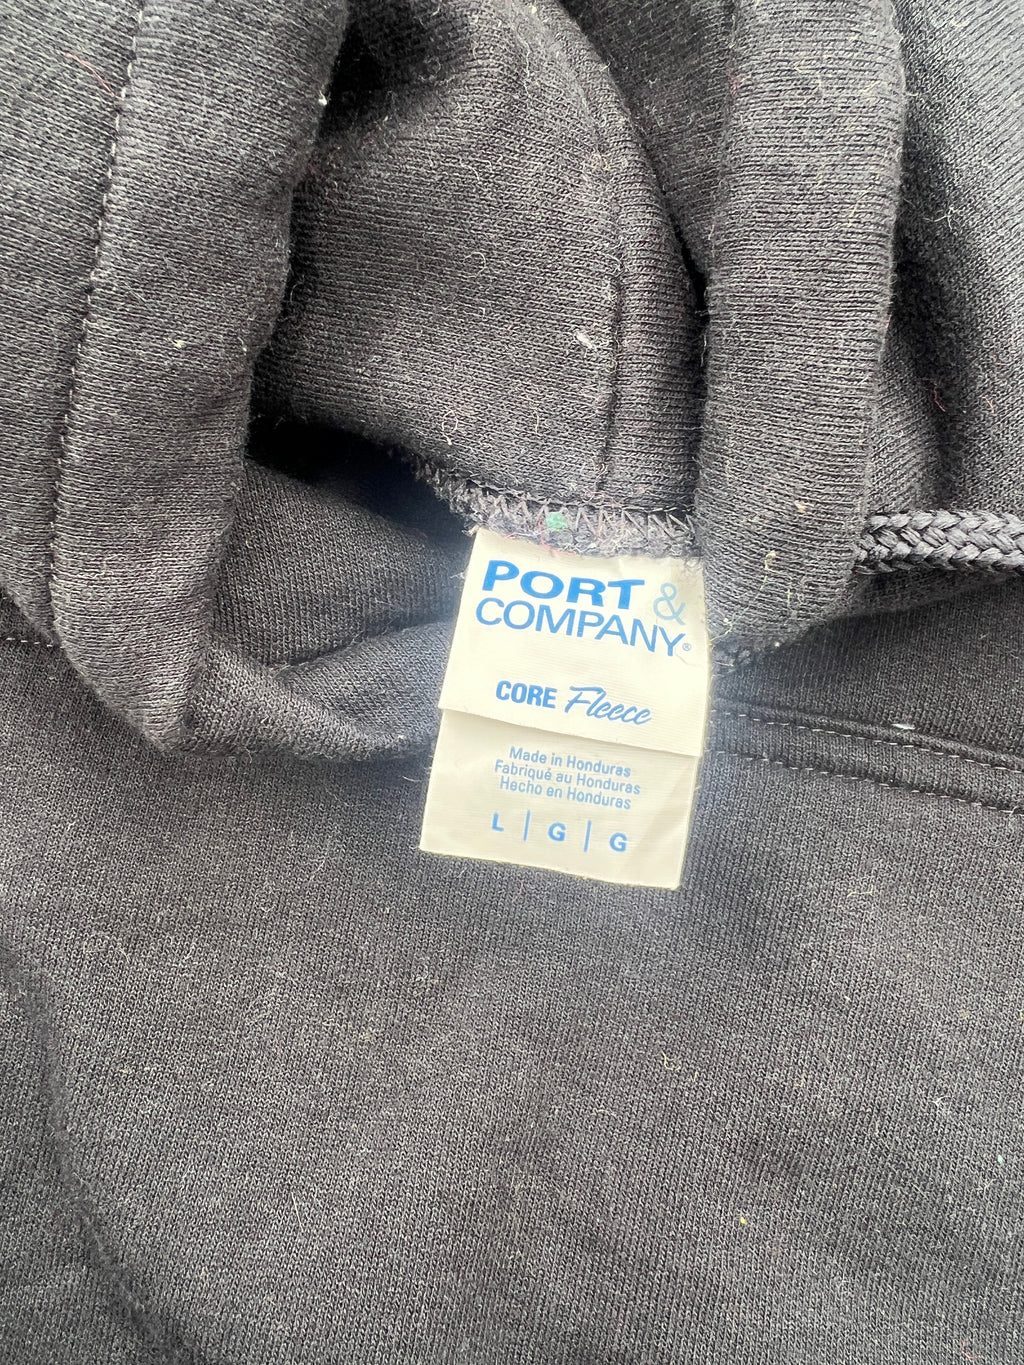 PORT &
COMPANY®
CORE Fleece
Made in Honduras
Fabriqué au Honduras
Hecho en Honduras
L | G | G